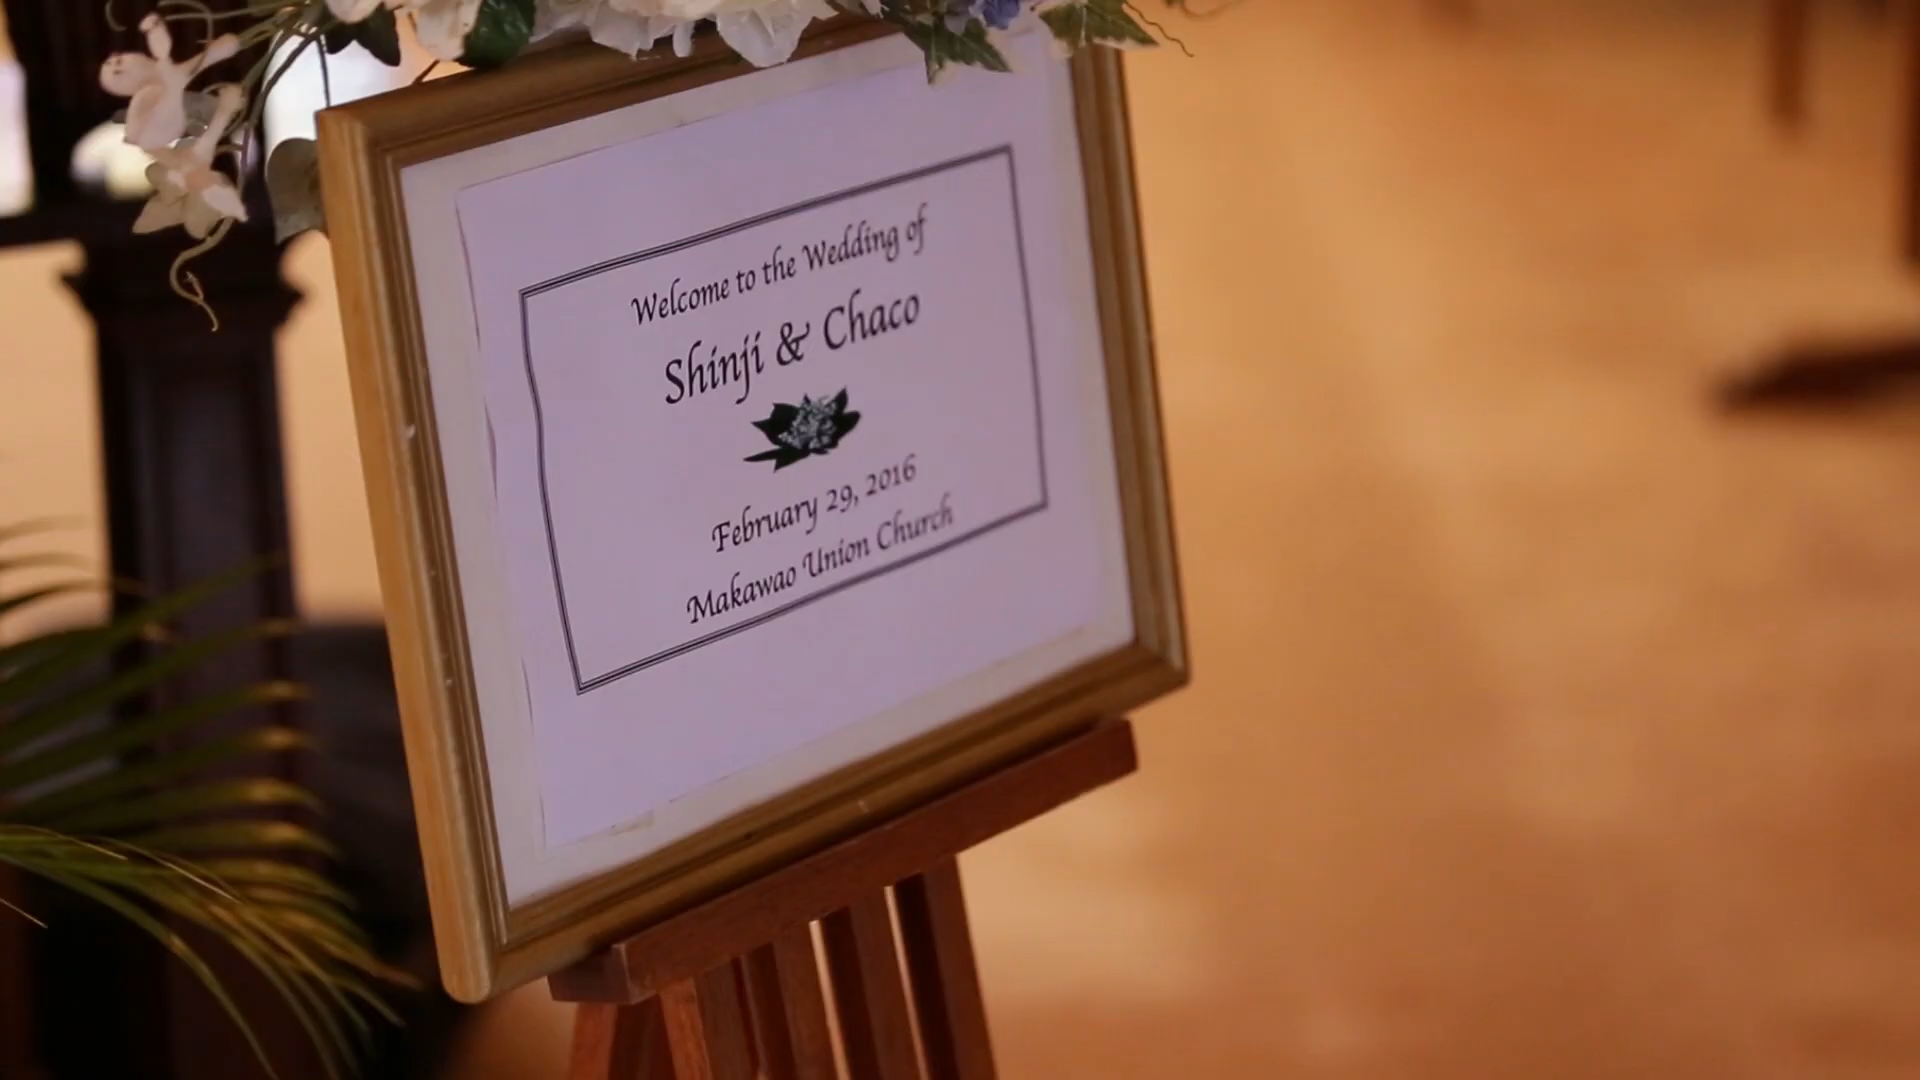 Welcome to the Wedding of
Shinji & Chaco
February 29, 2016
Makawao Union Church